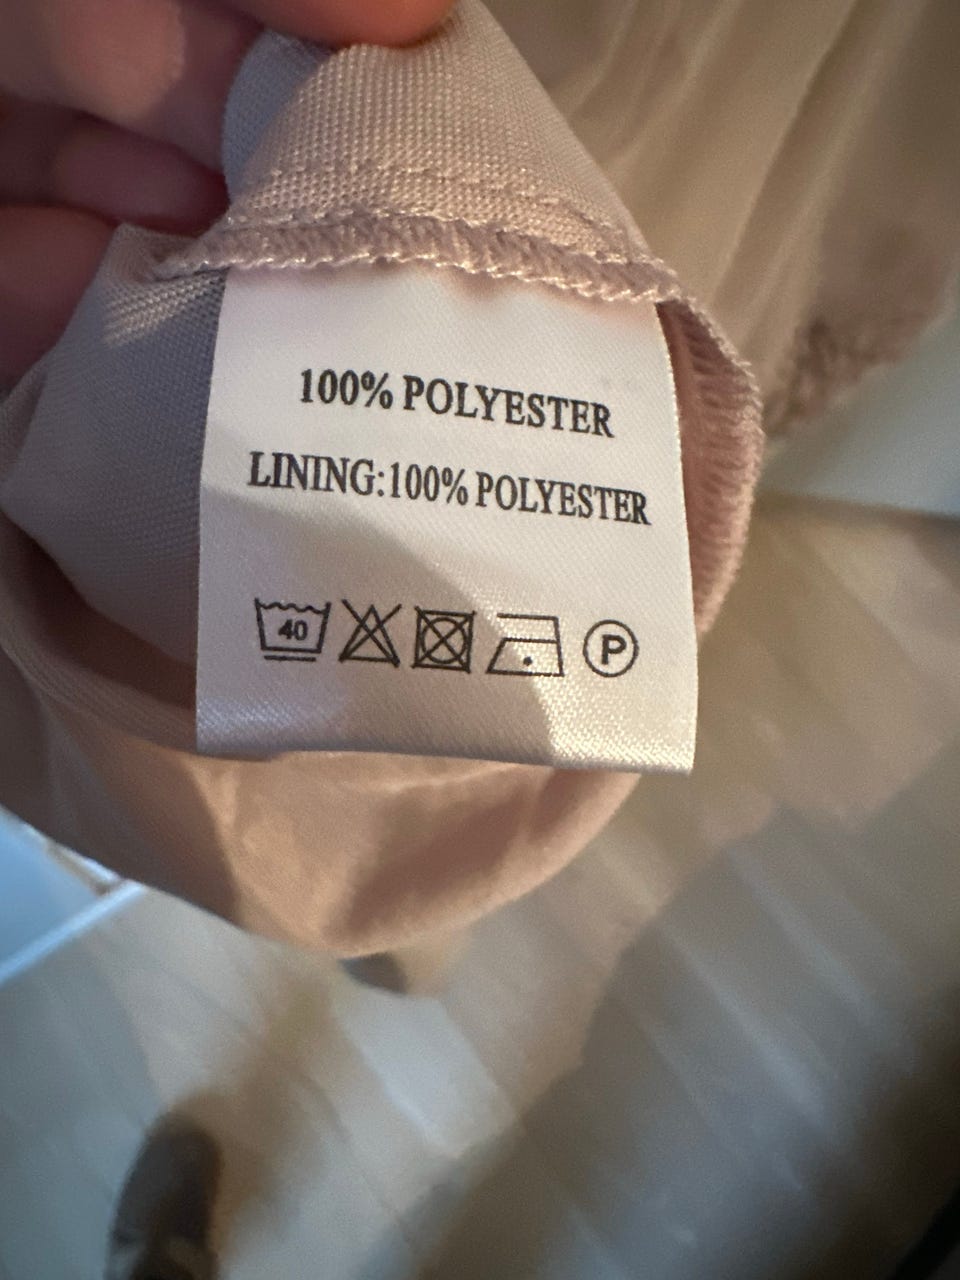 100% POLYESTER
LINING:100% POLYESTER
40 P